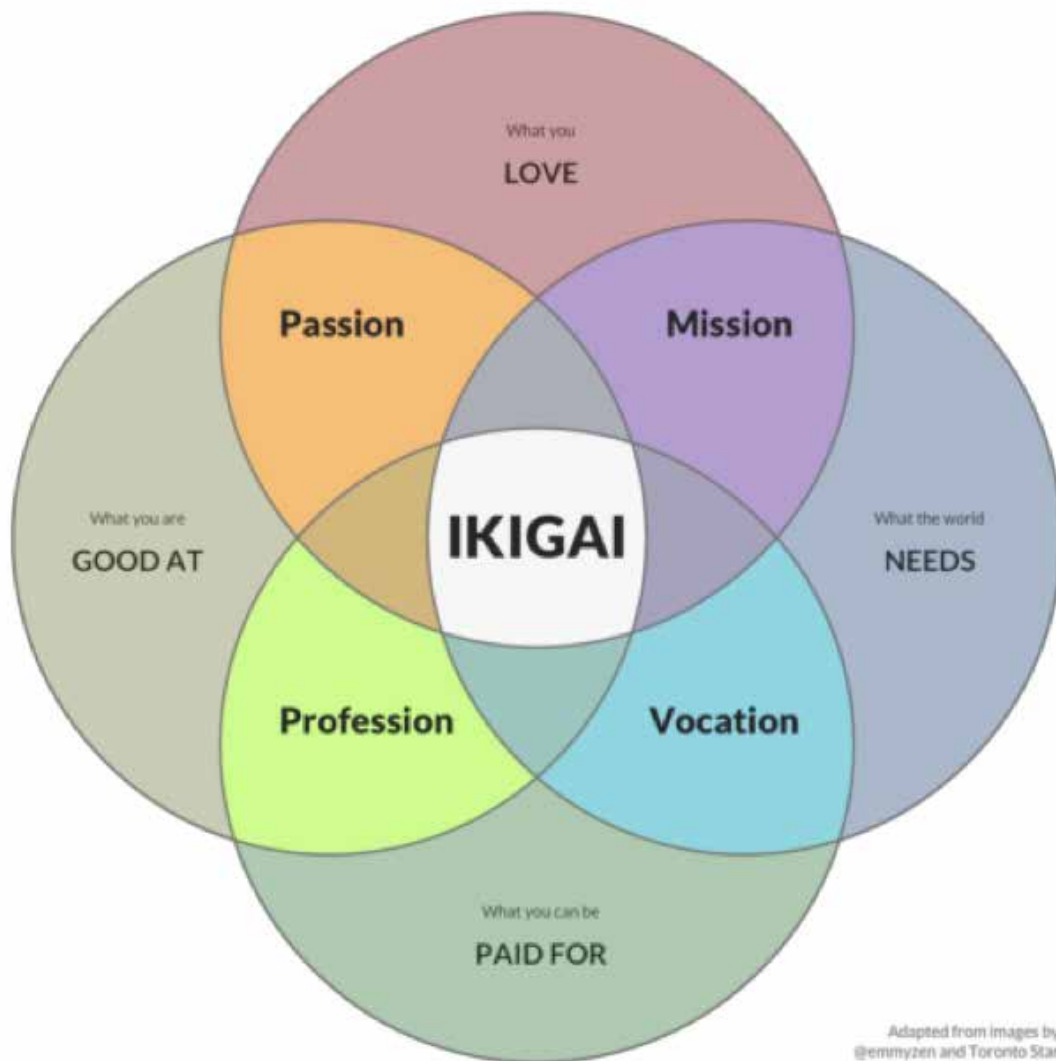 What you
LOVE
Passion
Mission
What you are
GOOD AT
IKIGAI
What the world
NEEDS
Profession
Vocation
What you can be
PAID FOR
Adapted from images by
@emmyzen and Toronto Star